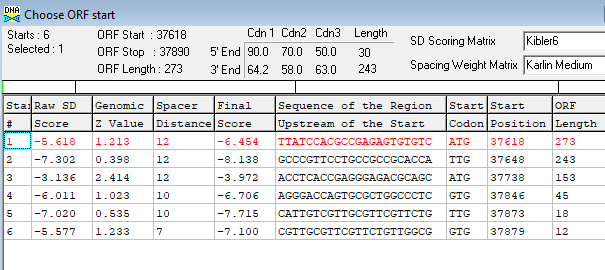 DNA Choose ORF start
Starts : 6
Selected : 1
ORF Start : 37618
ORF Stop : 37890
ORF Length : 273
Cdn 1 Cdn 2 Cdn 3 Length
5' End 90.0 70.0 50.0 30
3' End 64.2 58.0 63.0 243
SD Scoring Matrix Kibler6
Spacing Weight Matrix Karlin Medium
Star Raw SD Genomic Spacer Final Sequence of the Region Start Start ORF
# Score Z Value Distance Score Upstream of the Start Codon Position Length
1 -5.618 1.213 12 -6.454 TTATCCACGCCGAGAGTGTGTC ATG 37618 273
2 -7.302 0.398 12 -8.138 GCCCGTTCCTGCCGCCGCACCA TTG 37648 243
3 -3.136 2.414 12 -3.972 ACCTCACCGAGGGAGACGCAGC ATG 37738 153
4 -6.011 1.023 10 -6.706 AGGGACCAGTGCGCTGGCCCTC GTG 37846 45
5 -7.020 0.535 10 -7.715 CATTGTCGTTGCGTTCGTTCTG TTG 37873 18
6 -5.577 1.233 7 -7.100 CGTTGCGTTCGTTCTGTTGGCG GTG 37879 12